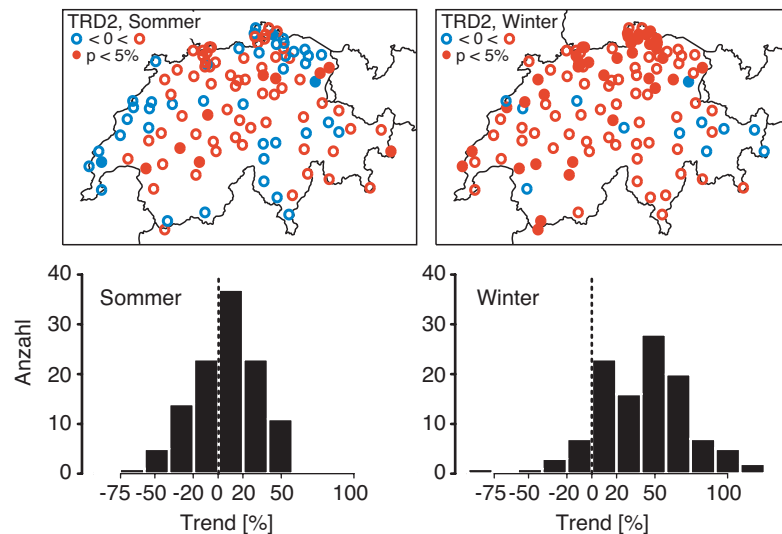 TRD2, Sommer
< 0 <
p < 5%
TRD2, Winter
< 0 <
p < 5%
Anzahl
40
30
20
10
0
Sommer
-75 -50 -20 0 20 50 100
Trend [%]
40
30
20
10
0
Winter
-75 -50 -20 0 20 50 100
Trend [%]